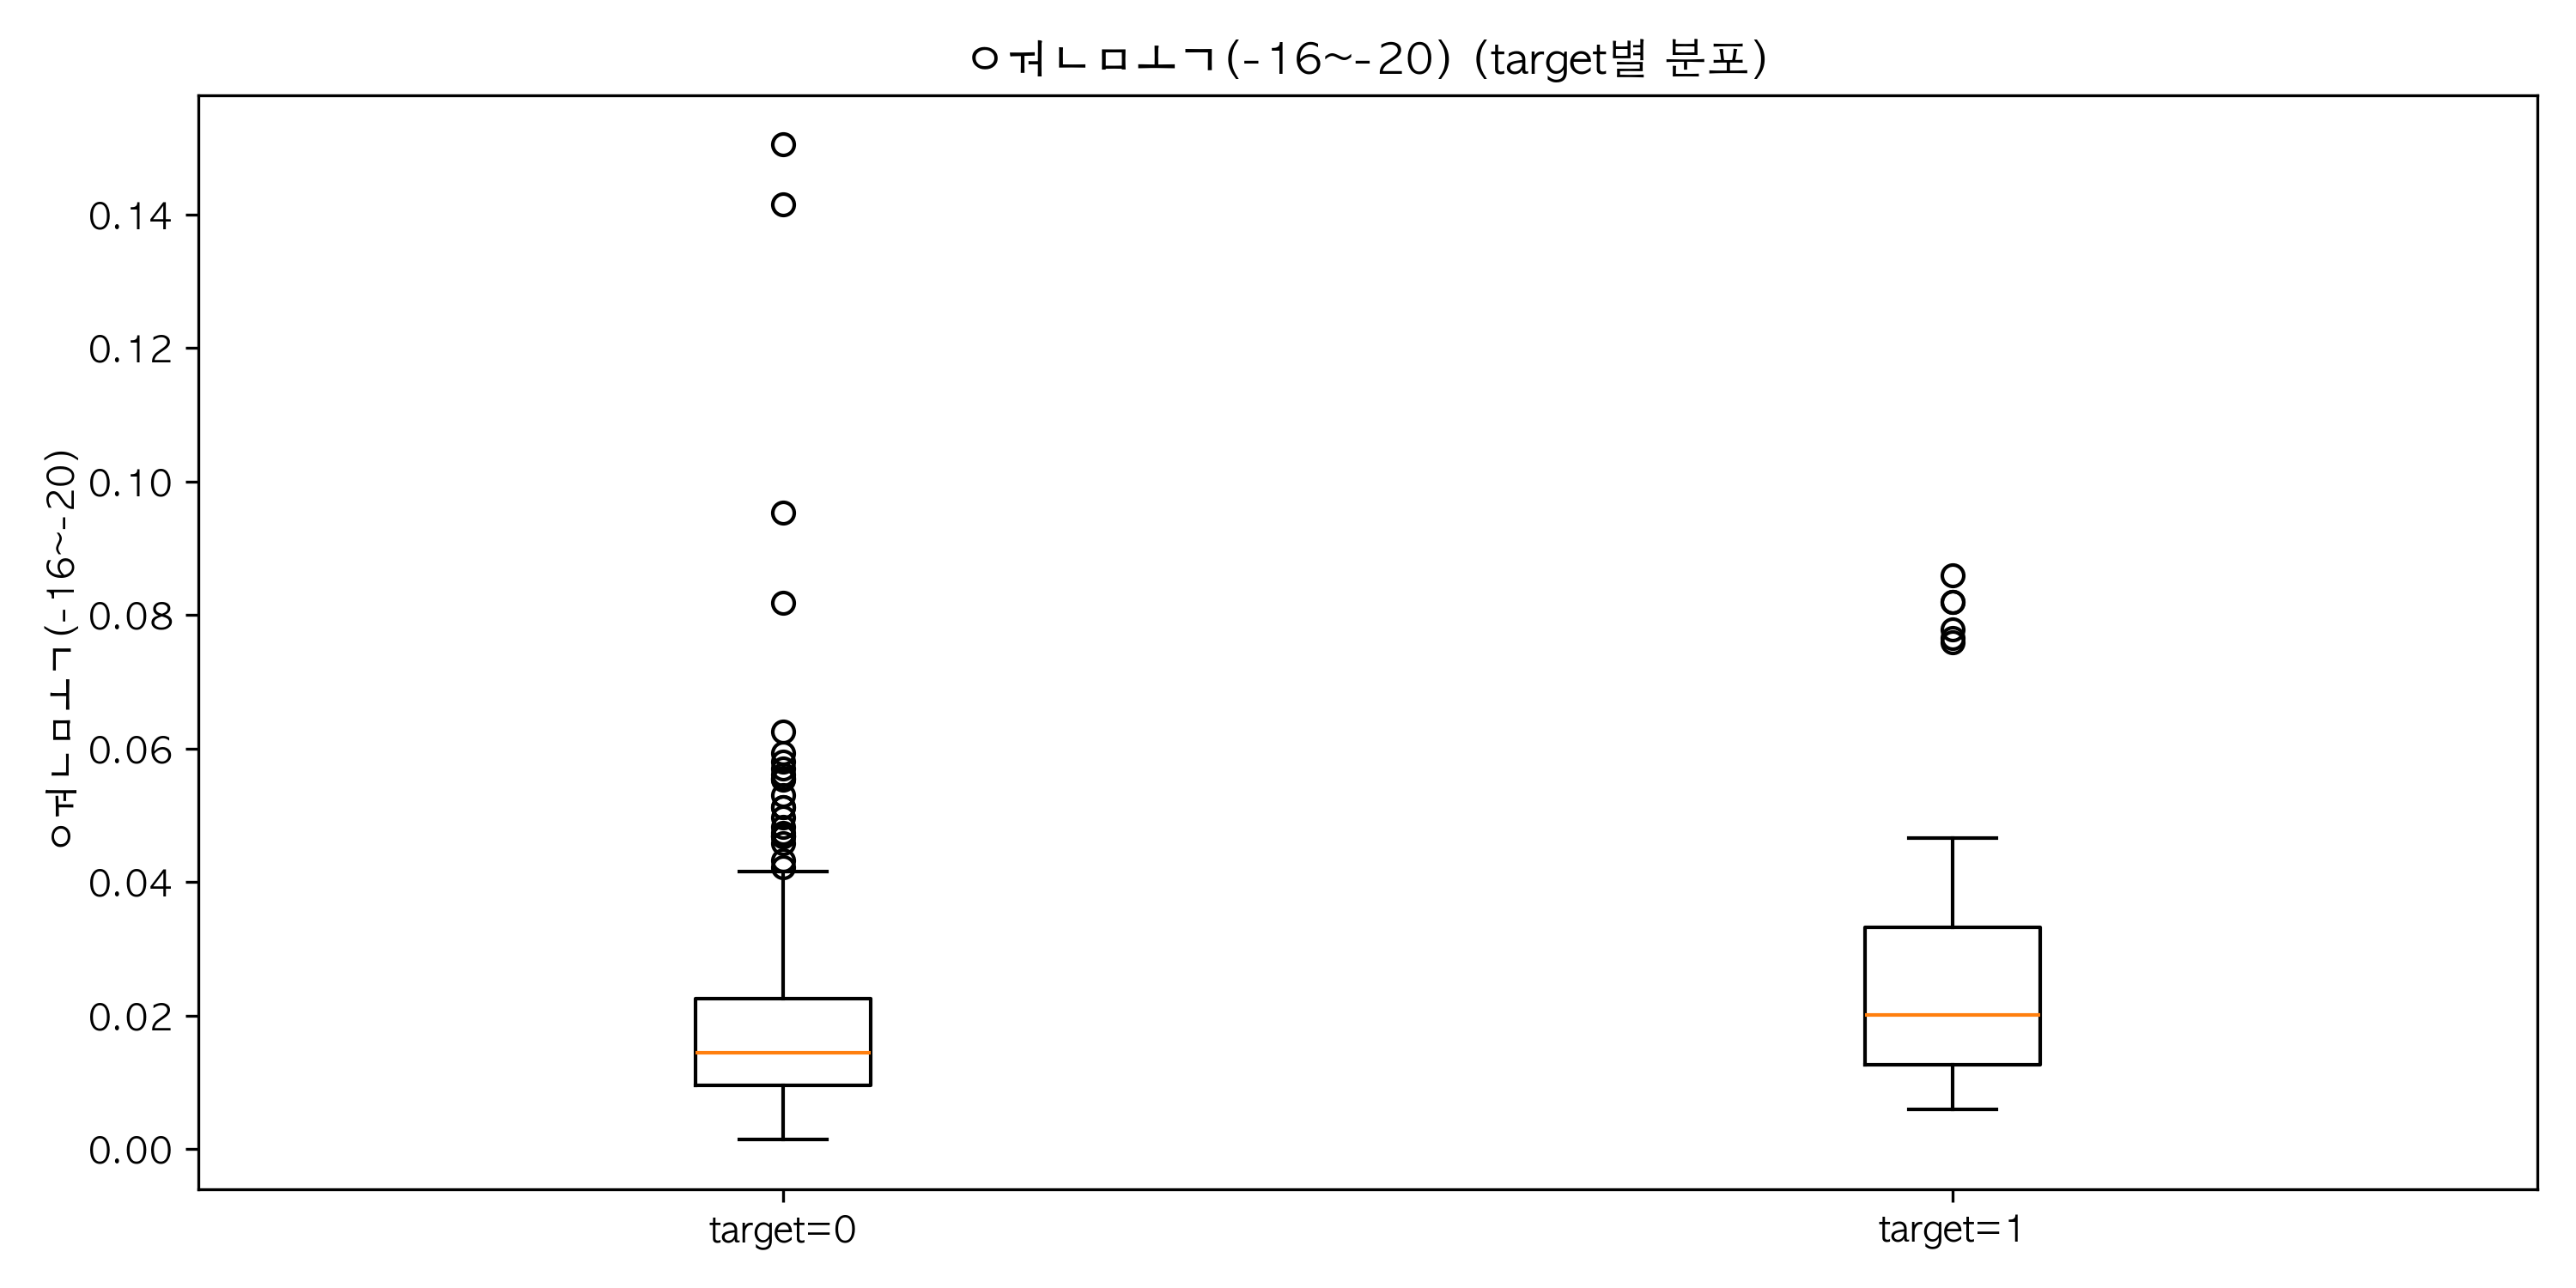 ㅇㅝㄴㅁㅗㄱ(-16~-20) (target별 분포)
ㅇㅝㄴㅁㅗㄱ(-16~-20)
0.14
0.12
0.10
0.08
0.06
0.04
0.02
0.00
target=0
target=1